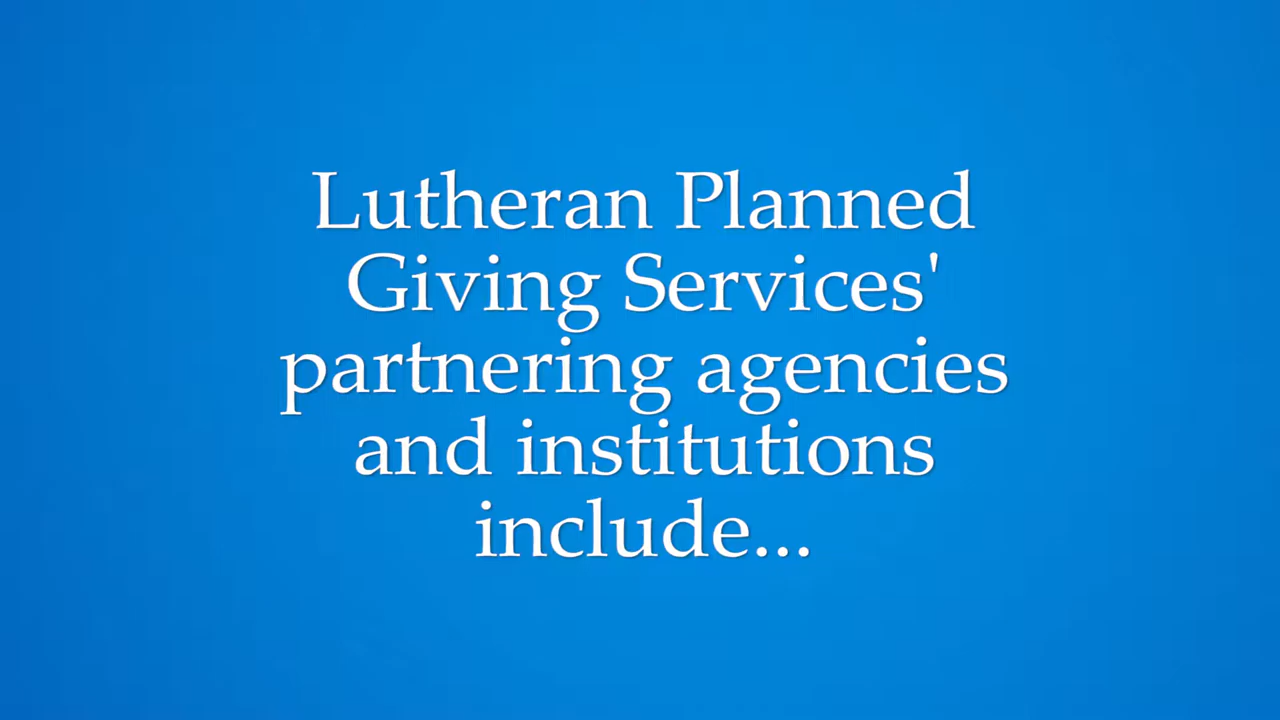 Lutheran Planned
Giving Services'
partnering agencies
and institutions
include...